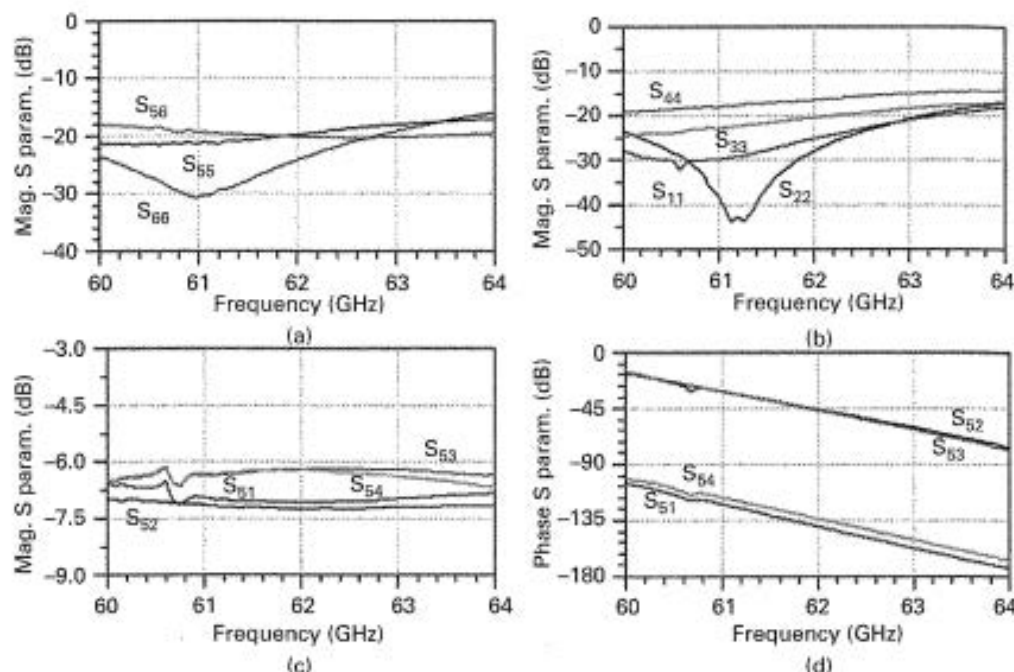 Mag. S param. (dB)
0
-10
-20
-30
-40
S56
S55
S66
60 61 62 63 64
Frequency (GHz)
(a)
Mag. S param. (dB)
0
-10
-20
-30
-40
-50
S44
S33
S11
S22
60 61 62 63 64
Frequency (GHz)
(b)
Mag. S param. (dB)
-3.0
-4.5
-6.0
-7.5
-9.0
S53
S51
S54
S52
60 61 62 63 64
Frequency (GHz)
(c)
Phase S param. (dB)
0
-45
-90
-135
-180
S52
S53
S54
S51
60 61 62 63 64
Frequency (GHz)
(d)